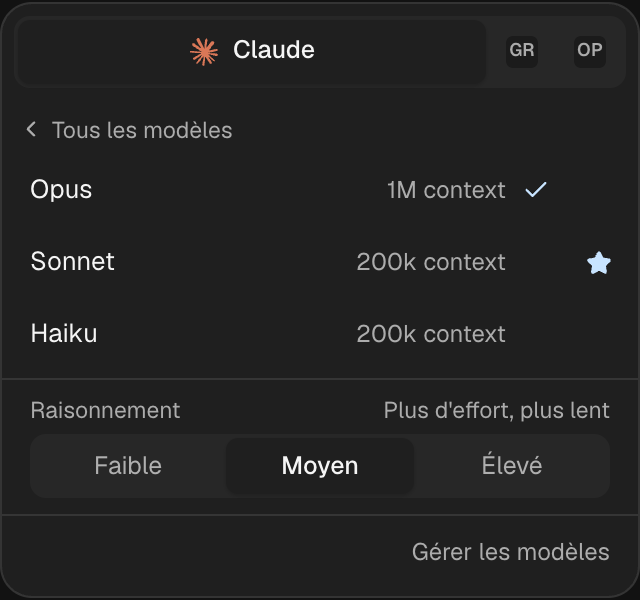 Claude GR OP
Tous les modèles
Opus 1M context
Sonnet 200k context
Haiku 200k context
Raisonnement Plus d'effort, plus lent
Faible Moyen Élevé
Gérer les modèles